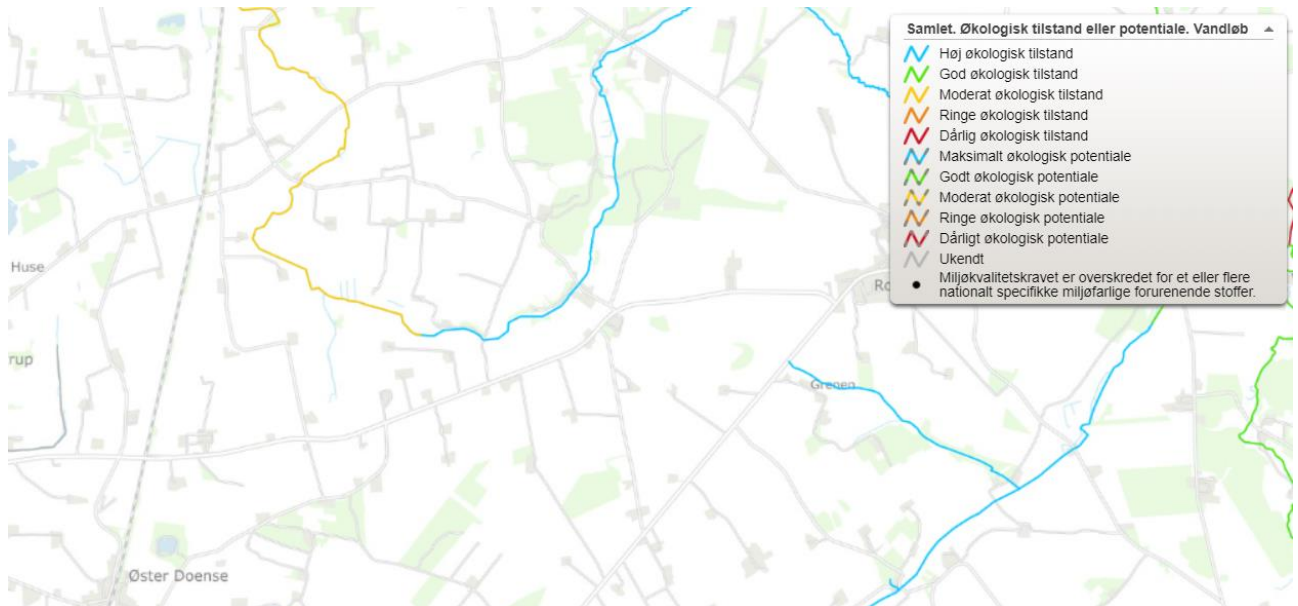 Samlet. Økologisk tilstand eller potentiale. Vandløb
Høj økologisk tilstand
God økologisk tilstand
Moderat økologisk tilstand
Ringe økologisk tilstand
Dårlig økologisk tilstand
Maksimalt økologisk potentiale
Godt økologisk potentiale
Moderat økologisk potentiale
Ringe økologisk potentiale
Dårligt økologisk potentiale
Ukendt
Miljøkvalitetskravet er overskredet for et eller flere
nationalt specifikke miljøfarlige forurenende stoffer.
Huse
Ro
rup
Grenen
Øster Doense